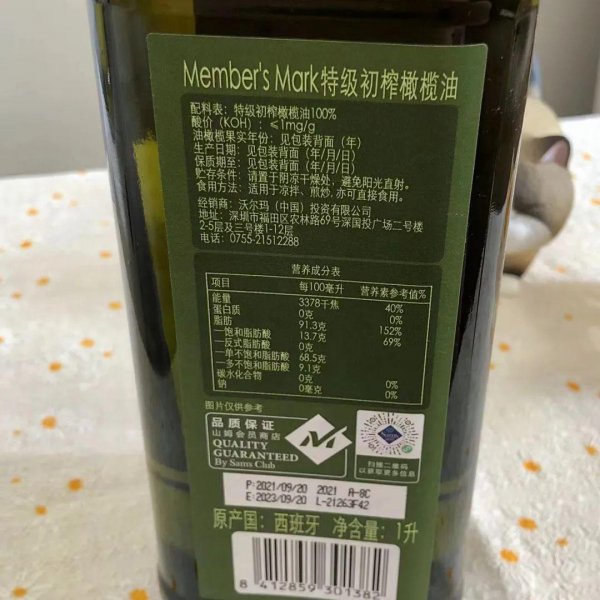 Member's Mark特级初榨橄榄油
配料表：特级初榨橄榄油100%
酸价（KOH）：≤1mg/g
油橄榄果实年份：见包装背面（年）
生产日期：见包装背面（年/月/日）
保质期至：见包装背面（年/月/日）
贮存条件：请置于阴凉干燥处，避免阳光直射。
食用方法：适用于凉拌、煎炒，亦可直接食用。
经销商：沃尔玛（中国）投资有限公司
地址：深圳市福田区农林路69号深国投广场二号楼
2-5层及三号楼1-12层
电话：0755-21512288
营养成分表
项目 每100毫升 营养素参考值%
能量 3378千焦 40%
蛋白质 0克 0%
脂肪 91.3克 152%
—饱和脂肪酸 13.7克 69%
—反式脂肪酸 0克
—单不饱和脂肪酸 68.5克
—多不饱和脂肪酸 9.1克
碳水化合物 0克 0%
钠 0毫克 0%
图片仅供参考
品质保证
山姆会员商店
QUALITY
GUARANTEED
By Sams Club
扫描二维码
以获取更多信息
P:2021/09/20 2021 A-8C
E:2023/09/20 L-21263F42
原产国：西班牙 净含量：1升
8 412859 301382